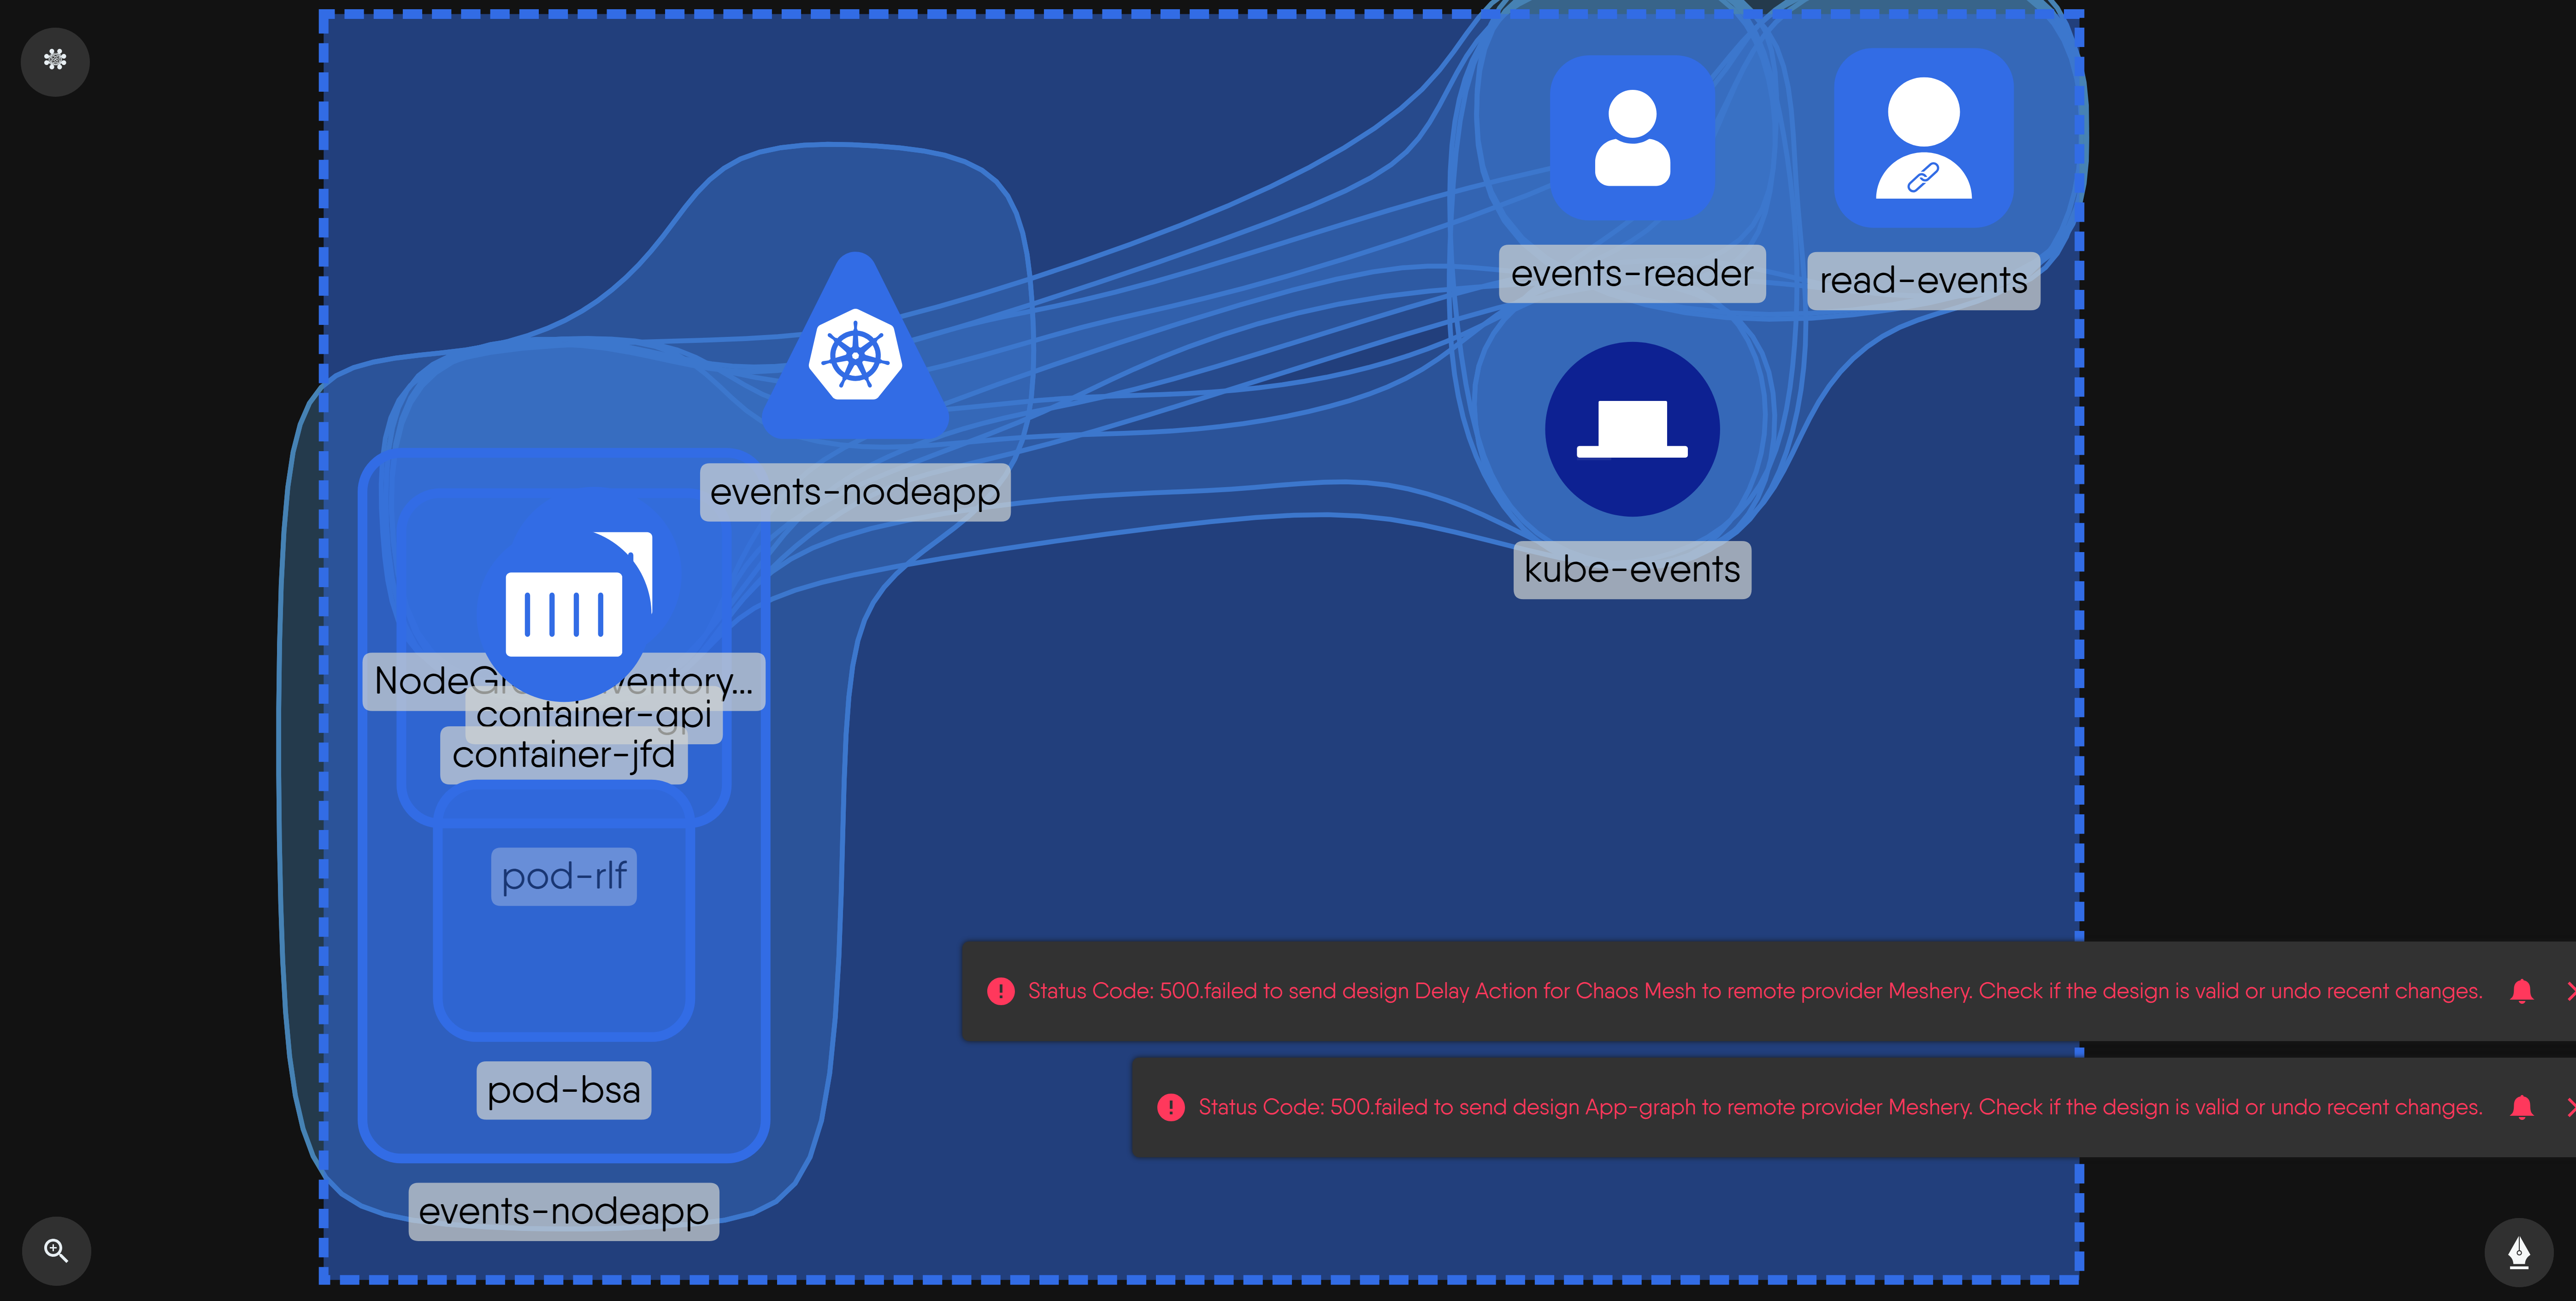 events-reader
read-events
events-nodeapp
kube-events
NodeGr ventory...
container-gpi
container-jfd
pod-rlf
Status Code: 500.failed to send design Delay Action for Chaos Mesh to remote provider Meshery. Check if the design is valid or undo recent changes.
pod-bsa
Status Code: 500.failed to send design App-graph to remote provider Meshery. Check if the design is valid or undo recent changes.
events-nodeapp